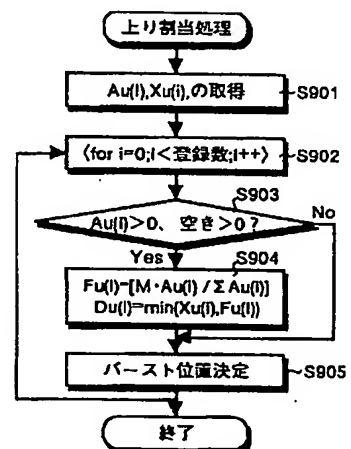 上り割当処理
Au(i),Xu(i),の取得
S901
〈for i=0;i<登録数;i++〉
S902
S903
Au(i)>0、空き>0?
No
Yes
S904
Fu(i)=[M・Au(i)/ΣAu(i)]
Du(i)=min(Xu(i),Fu(i))
バースト位置決定
S905
終了